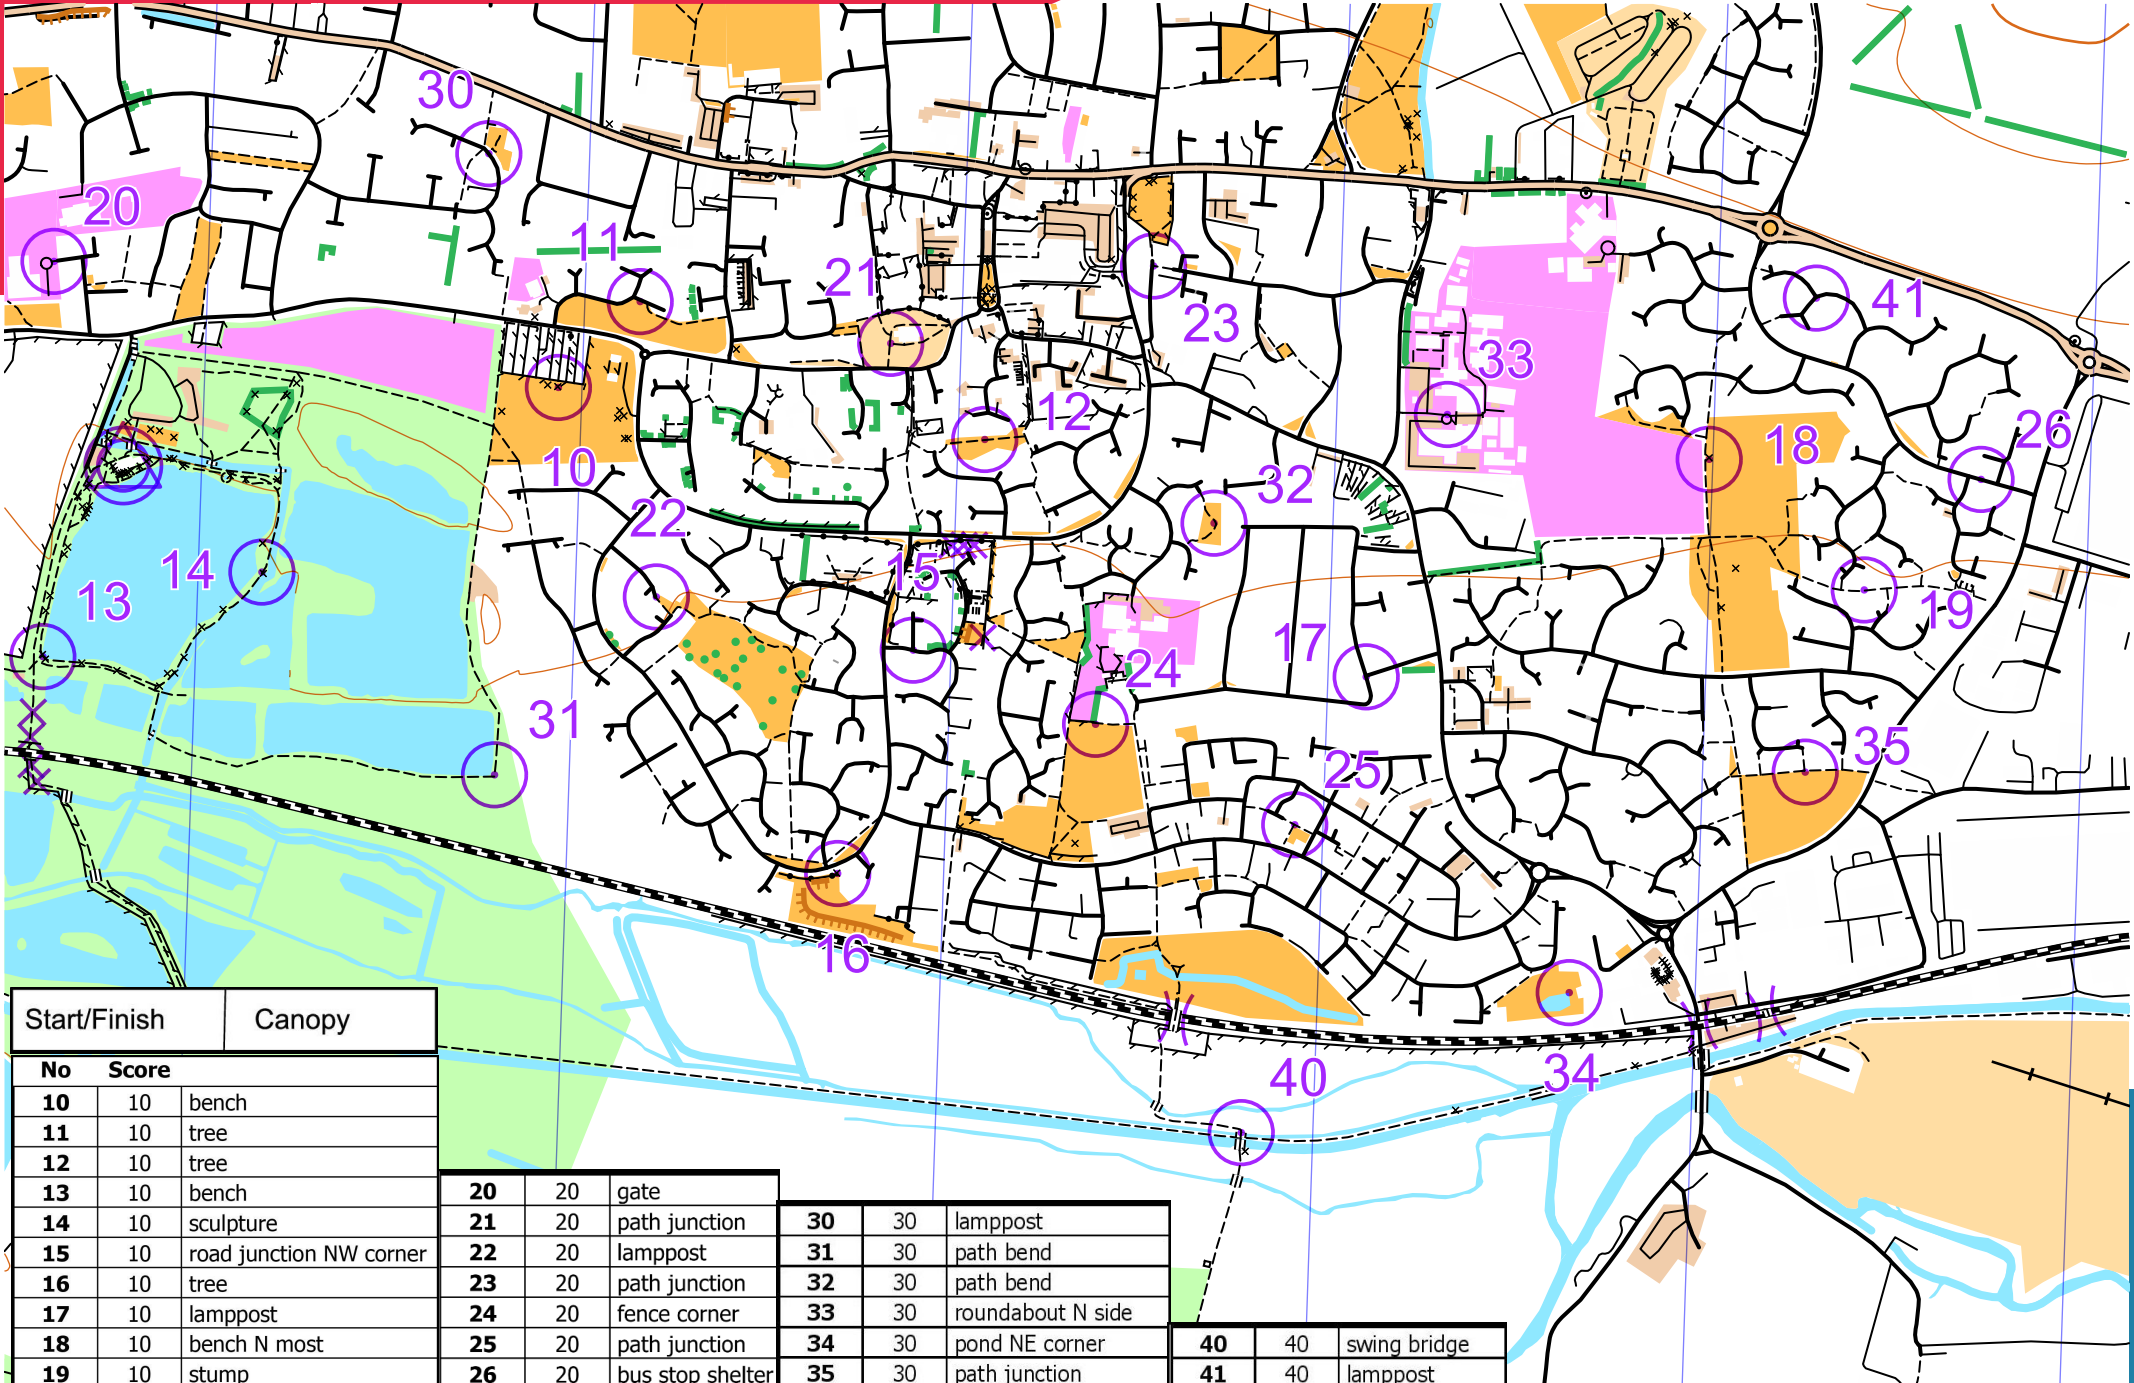 30
20
11
21
23
41
33
12
10
18
26
32
22
14
15
13
19
17
24
31
25
35
16
40
34
Start/Finish Canopy
No Score
10 10 bench
11 10 tree
12 10 tree
13 10 bench
14 10 sculpture
15 10 road junction NW corner
16 10 tree
17 10 lamppost
18 10 bench N most
19 10 stump
20 20 gate
21 20 path junction
22 20 lamppost
23 20 path junction
24 20 fence corner
25 20 path junction
26 20 bus stop shelter
30 30 lamppost
31 30 path bend
32 30 path bend
33 30 roundabout N side
34 30 pond NE corner
35 30 path junction
40 40 swing bridge
41 40 lamppost